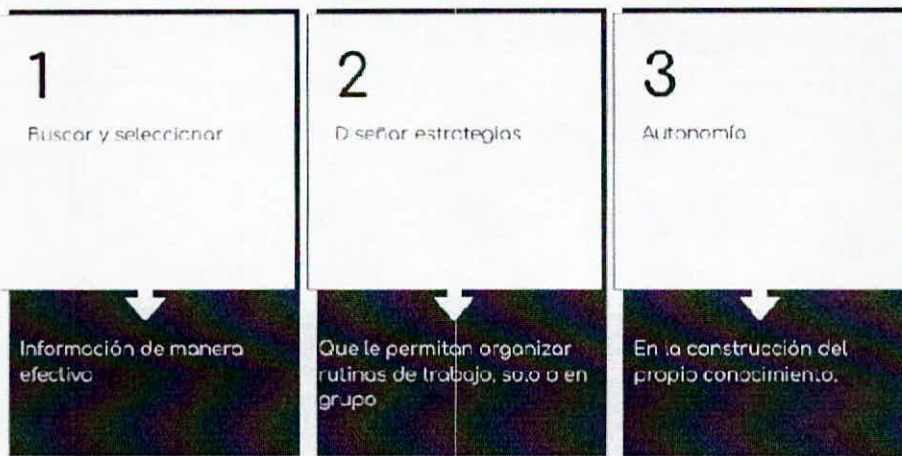 1
Buscar y seleccionar
Información de manera
efectiva
2
Diseñar estrategias
Que le permitan organizar
rutinas de trabajo, solo o en
grupo
3
Autonomía
En la construcción del
propio conocimiento.